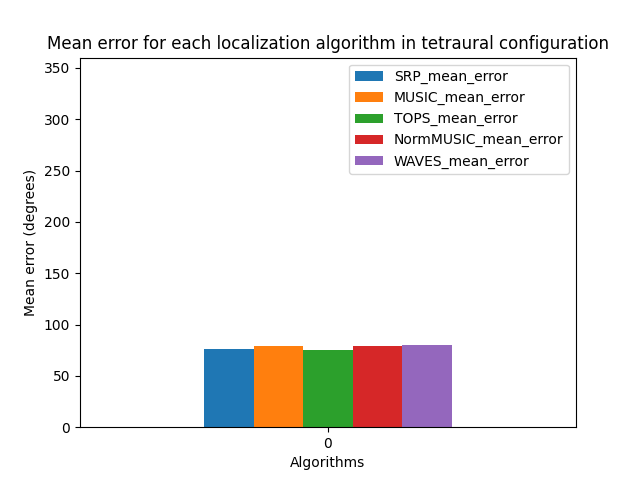 Mean error for each localization algorithm in tetraural configuration
350
300
250
200
150
100
50
0
Mean error (degrees)
SRP_mean_error
MUSIC_mean_error
TOPS_mean_error
NormMUSIC_mean_error
WAVES_mean_error
0
Algorithms